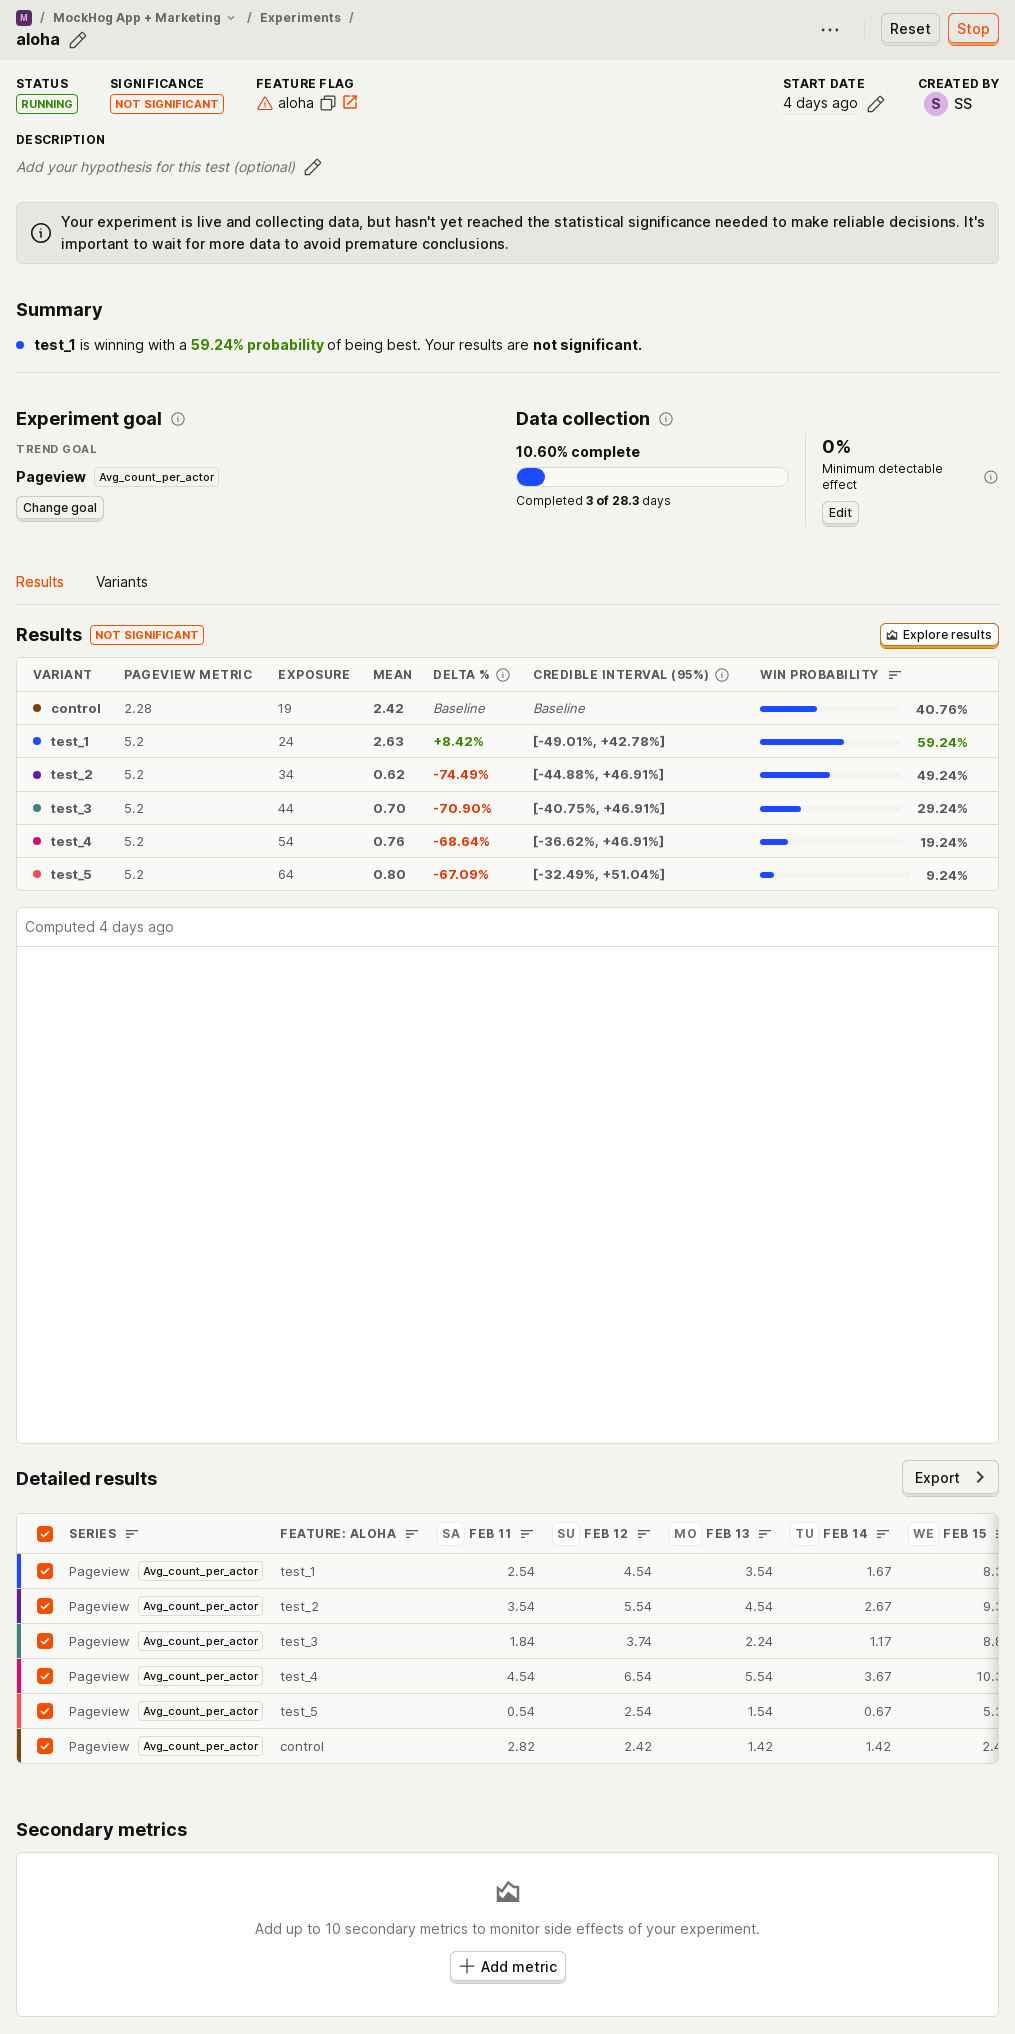 M / MockHog App + Marketing / Experiments /
aloha
Reset
Stop
STATUS
RUNNING
SIGNIFICANCE
NOT SIGNIFICANT
FEATURE FLAG
aloha
START DATE
4 days ago
CREATED BY
S SS
DESCRIPTION
Add your hypothesis for this test (optional)
Your experiment is live and collecting data, but hasn't yet reached the statistical significance needed to make reliable decisions. It's
important to wait for more data to avoid premature conclusions.
Summary
test_1 is winning with a 59.24% probability of being best. Your results are not significant.
Experiment goal
TREND GOAL
Pageview Avg_count_per_actor
Change goal
Data collection
10.60% complete
Completed 3 of 28.3 days
0%
Minimum detectable
effect
Edit
Results Variants
Results NOT SIGNIFICANT
Explore results
VARIANT PAGEVIEW METRIC EXPOSURE MEAN DELTA % CREDIBLE INTERVAL (95%) WIN PROBABILITY
control 2.28 19 2.42 Baseline Baseline 40.76%
test_1 5.2 24 2.63 +8.42% [-49.01%, +42.78%] 59.24%
test_2 5.2 34 0.62 -74.49% [-44.88%, +46.91%] 49.24%
test_3 5.2 44 0.70 -70.90% [-40.75%, +46.91%] 29.24%
test_4 5.2 54 0.76 -68.64% [-36.62%, +46.91%] 19.24%
test_5 5.2 64 0.80 -67.09% [-32.49%, +51.04%] 9.24%
Computed 4 days ago
Detailed results
Export
SERIES FEATURE: ALOHA SA FEB 11 SU FEB 12 MO FEB 13 TU FEB 14 WE FEB 15
Pageview Avg_count_per_actor test_1 2.54 4.54 3.54 1.67
Pageview Avg_count_per_actor test_2 3.54 5.54 4.54 2.67
Pageview Avg_count_per_actor test_3 1.84 3.74 2.24 1.17
Pageview Avg_count_per_actor test_4 4.54 6.54 5.54 3.67
Pageview Avg_count_per_actor test_5 0.54 2.54 1.54 0.67
Pageview Avg_count_per_actor control 2.82 2.42 1.42 1.42
Secondary metrics
Add up to 10 secondary metrics to monitor side effects of your experiment.
Add metric